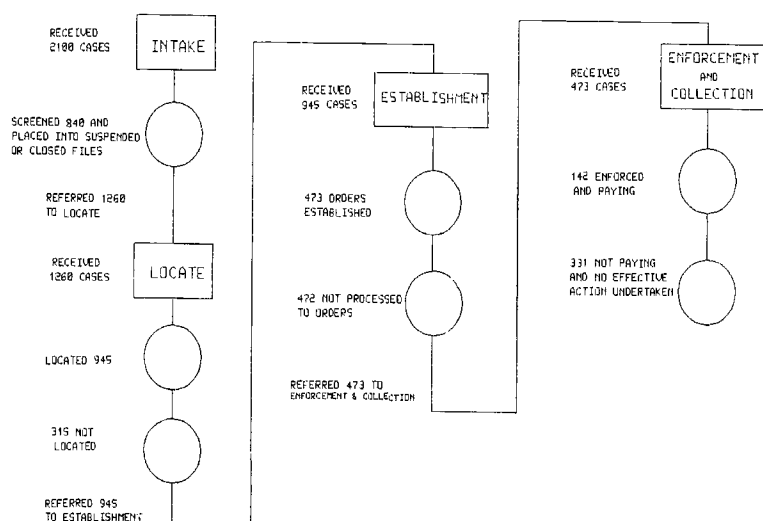 RECEIVED
2100 CASES
INTAKE
SCREENED 840 AND
PLACED INTO SUSPENDED
OR CLOSED FILES
REFERRED 1260
TO LOCATE
RECEIVED
1260 CASES
LOCATE
LOCATED 945
315 NOT
LOCATED
REFERRED 945
TO ESTABLISHMENT
RECEIVED
945 CASES
ESTABLISHMENT
473 ORDERS
ESTABLISHED
472 NOT PROCESSED
TO ORDERS
REFERRED 473 TO
ENFORCEMENT & COLLECTION
RECEIVED
473 CASES
ENFORCEMENT
AND
COLLECTION
142 ENFORCED
AND PAYING
331 NOT PAYING
AND NO EFFECTIVE
ACTION UNDERTAKEN